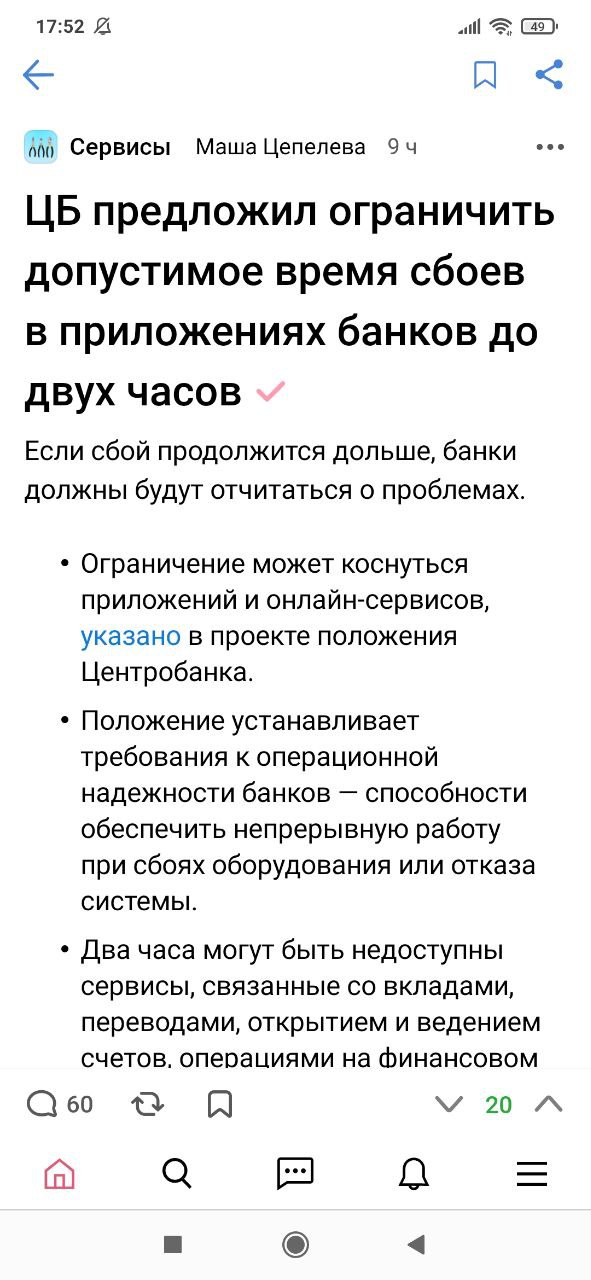 17:52
49
Сервисы Маша Цепелева 9 ч
ЦБ предложил ограничить
допустимое время сбоев
в приложениях банков до
двух часов
Если сбой продолжится дольше, банки
должны будут отчитаться о проблемах.
• Ограничение может коснуться
приложений и онлайн-сервисов,
указано в проекте положения
Центробанка.
• Положение устанавливает
требования к операционной
надежности банков — способности
обеспечить непрерывную работу
при сбоях оборудования или отказа
системы.
• Два часа могут быть недоступны
сервисы, связанные со вкладами,
переводами, открытием и ведением
счетов, операциями на финансовом
60
20